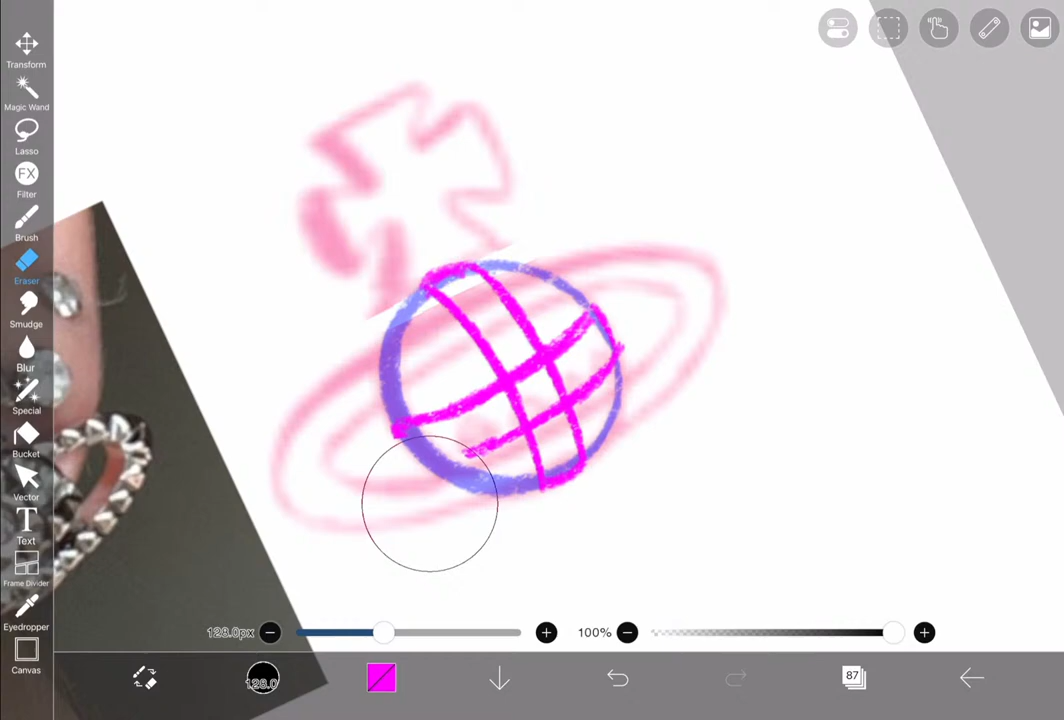 Transform
Magic Wand
Lasso
FX
Filter
Brush
Eraser
Smudge
Blur
Special
Bucket
Vector
T
Text
Frame Divider
Eyedropper
Canvas
128.0px
100%
128.0
87